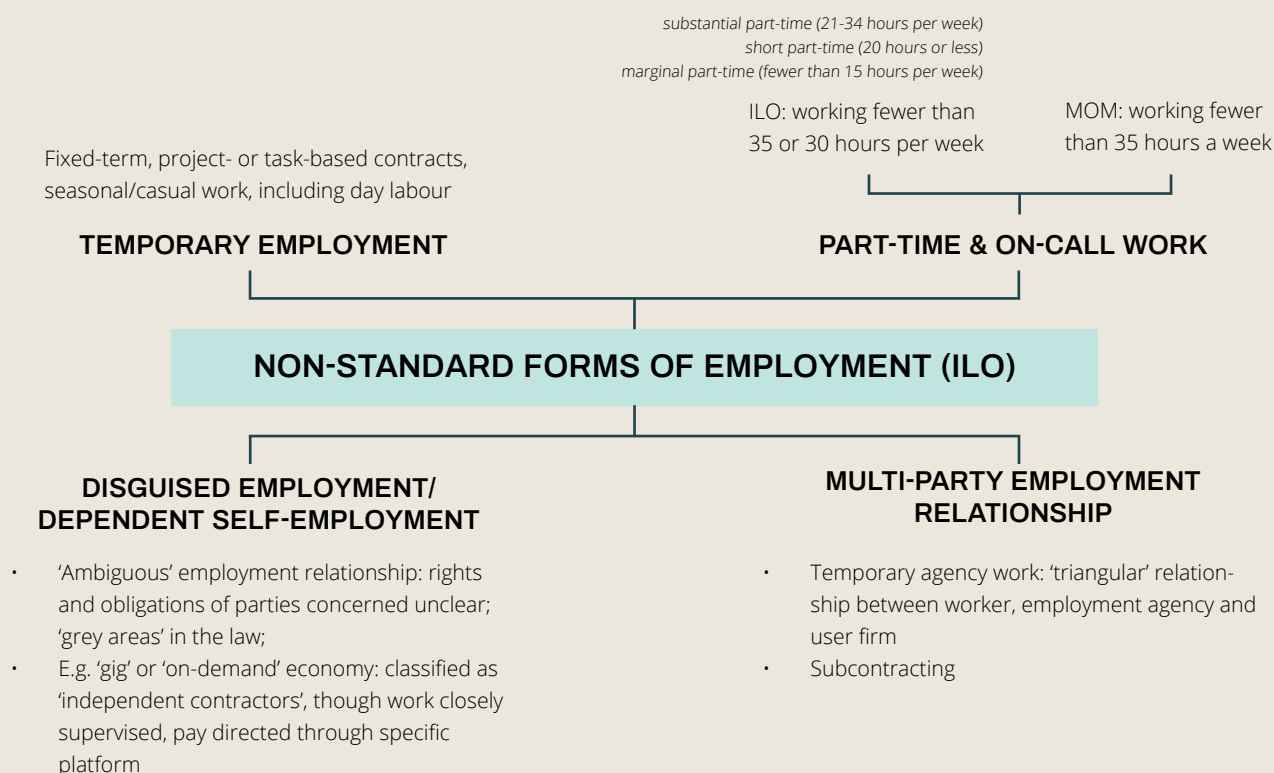 substantial part-time (21-34 hours per week)
short part-time (20 hours or less)
marginal part-time (fewer than 15 hours per week)
ILO: working fewer than
35 or 30 hours per week
MOM: working fewer
than 35 hours a week
Fixed-term, project- or task-based contracts,
seasonal/casual work, including day labour
TEMPORARY EMPLOYMENT
PART-TIME & ON-CALL WORK
NON-STANDARD FORMS OF EMPLOYMENT (ILO)
DISGUISED EMPLOYMENT/
DEPENDENT SELF-EMPLOYMENT
• ‘Ambiguous’ employment relationship: rights
and obligations of parties concerned unclear;
‘grey areas’ in the law;
• E.g. ‘gig’ or ‘on-demand’ economy: classified as
‘independent contractors’, though work closely
supervised, pay directed through specific
platform
MULTI-PARTY EMPLOYMENT
RELATIONSHIP
• Temporary agency work: ‘triangular’ relation-
ship between worker, employment agency and
user firm
• Subcontracting